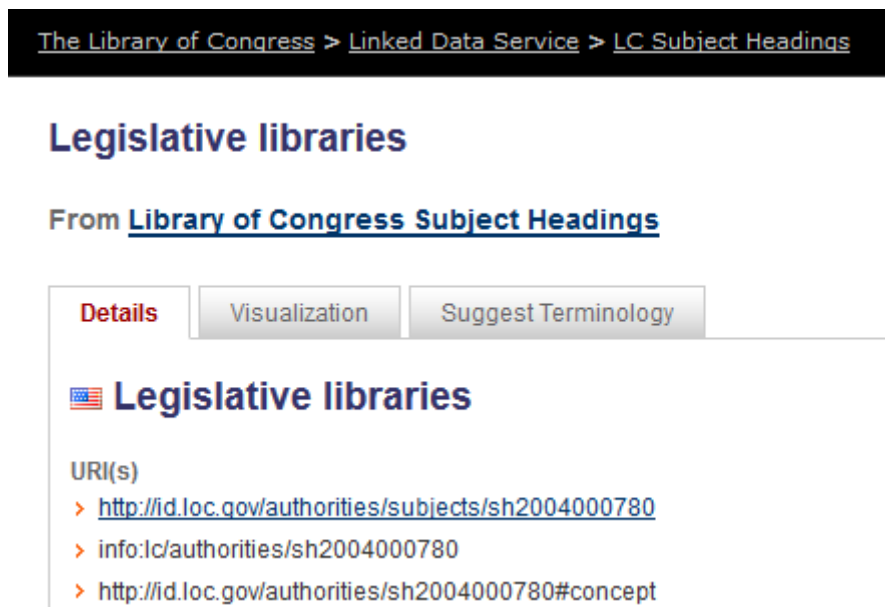 The Library of Congress > Linked Data Service > LC Subject Headings
Legislative libraries
From Library of Congress Subject Headings
Details Visualization Suggest Terminology
Legislative libraries
URI(s)
> http://id.loc.gov/authorities/subjects/sh2004000780
> info:lc/authorities/sh2004000780
> http://id.loc.gov/authorities/sh2004000780#concept